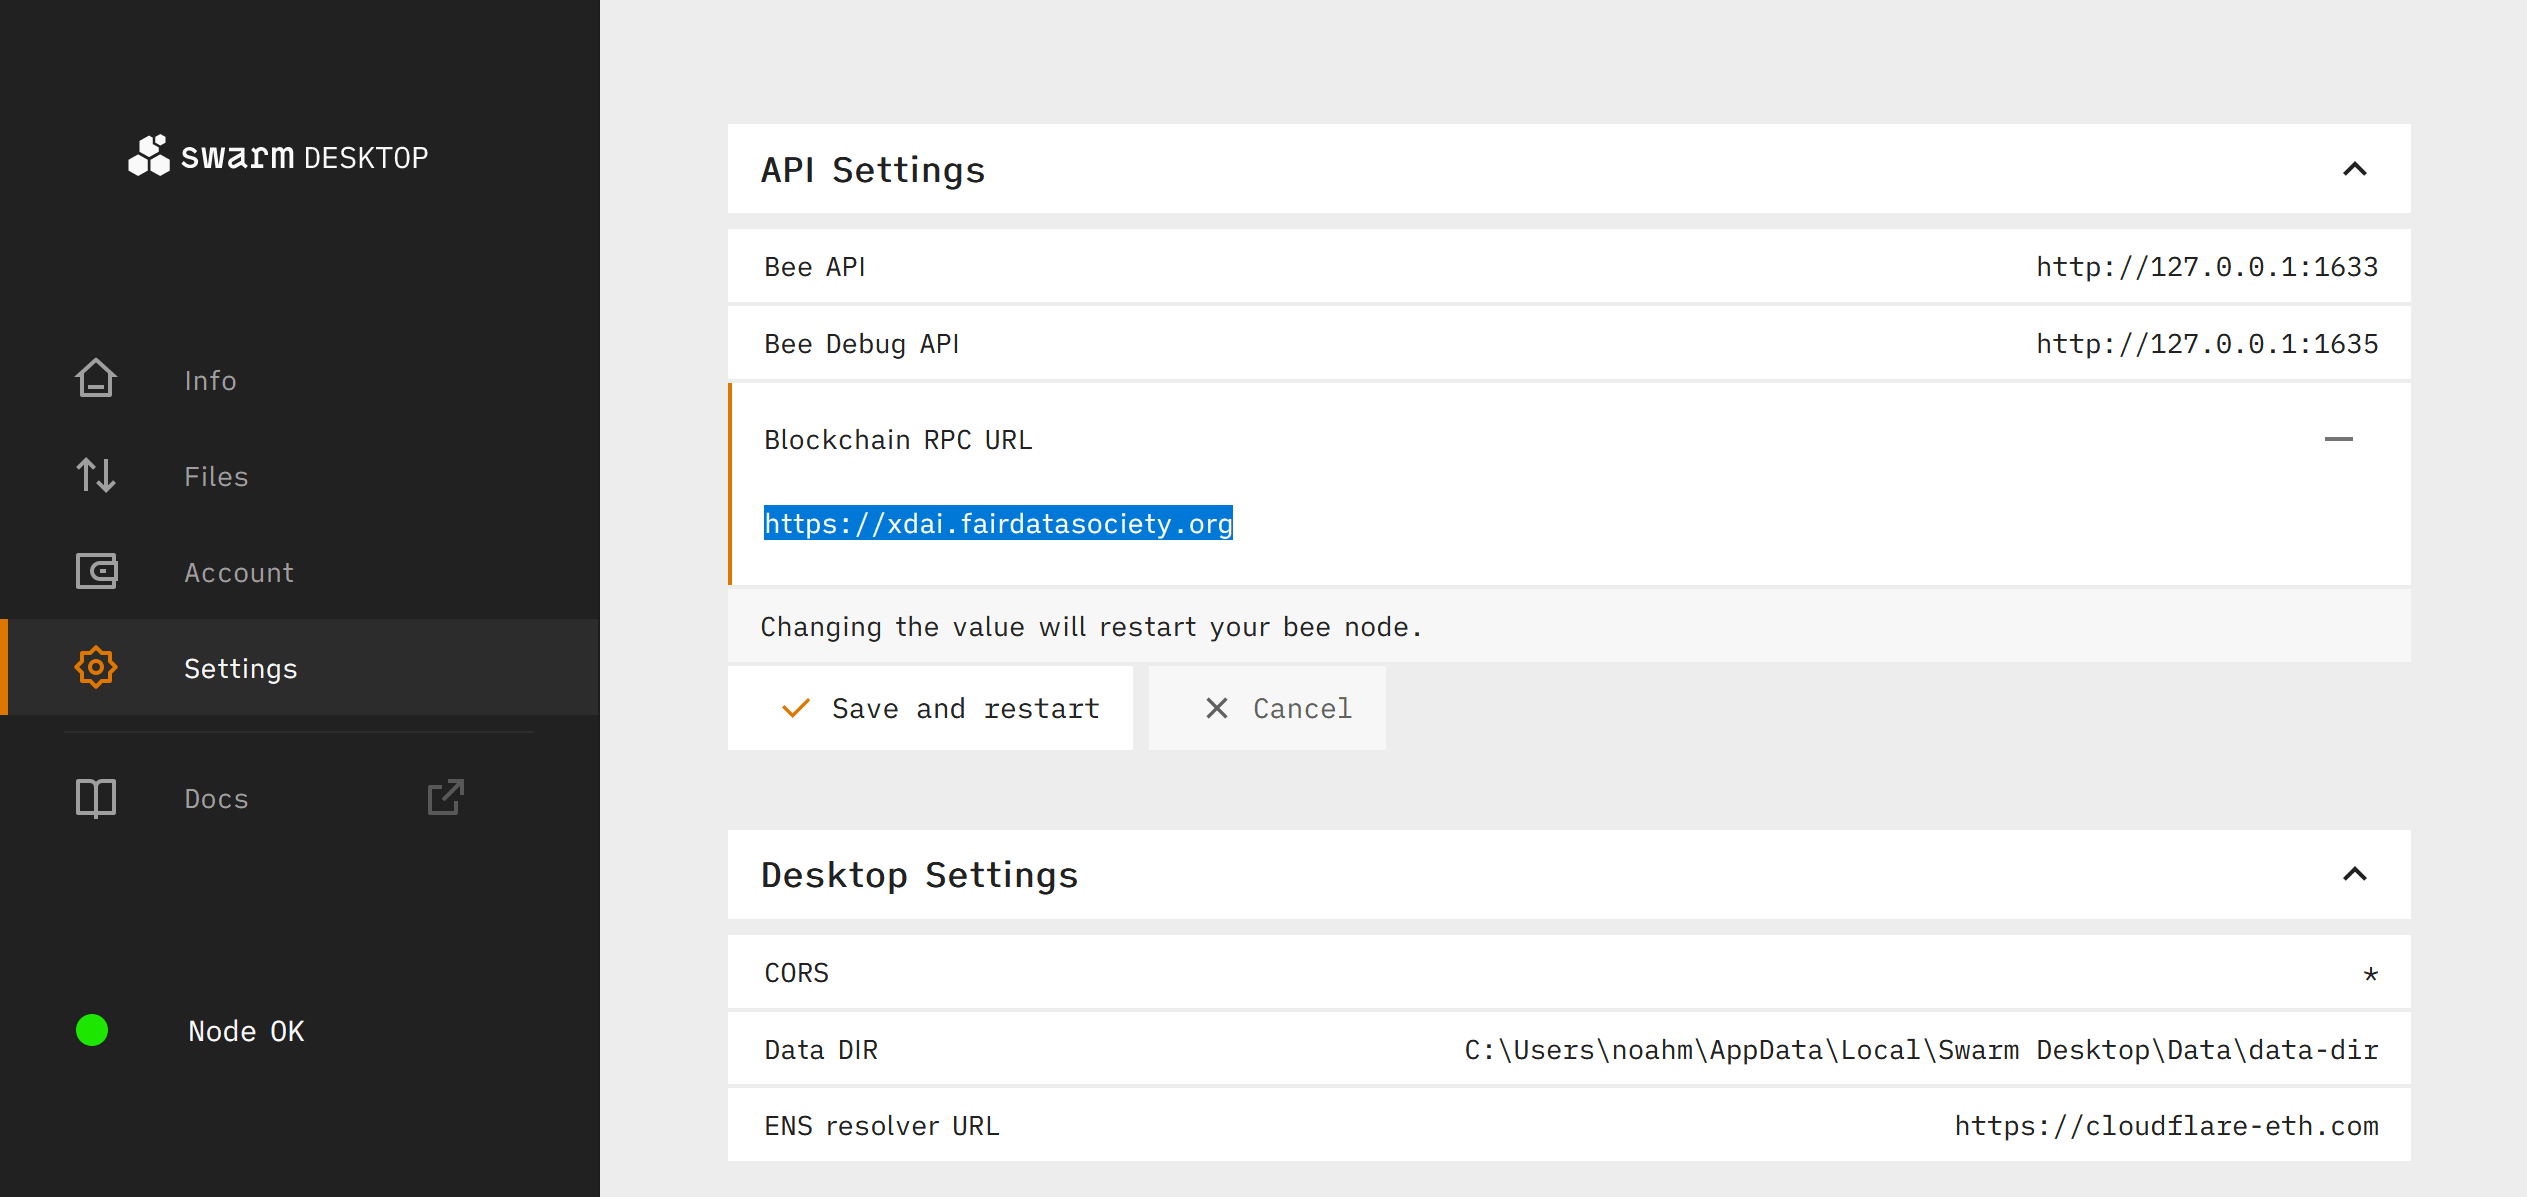 swarm DESKTOP
Info
Files
Account
Settings
Docs
Node OK
API Settings
Bee API http://127.0.0.1:1633
Bee Debug API http://127.0.0.1:1635
Blockchain RPC URL
https://xdai.fairdatasociety.org
Changing the value will restart your bee node.
Save and restart Cancel
Desktop Settings
CORS *
Data DIR C:\Users\noahm\AppData\Local\Swarm Desktop\Data\data-dir
ENS resolver URL https://cloudflare-eth.com